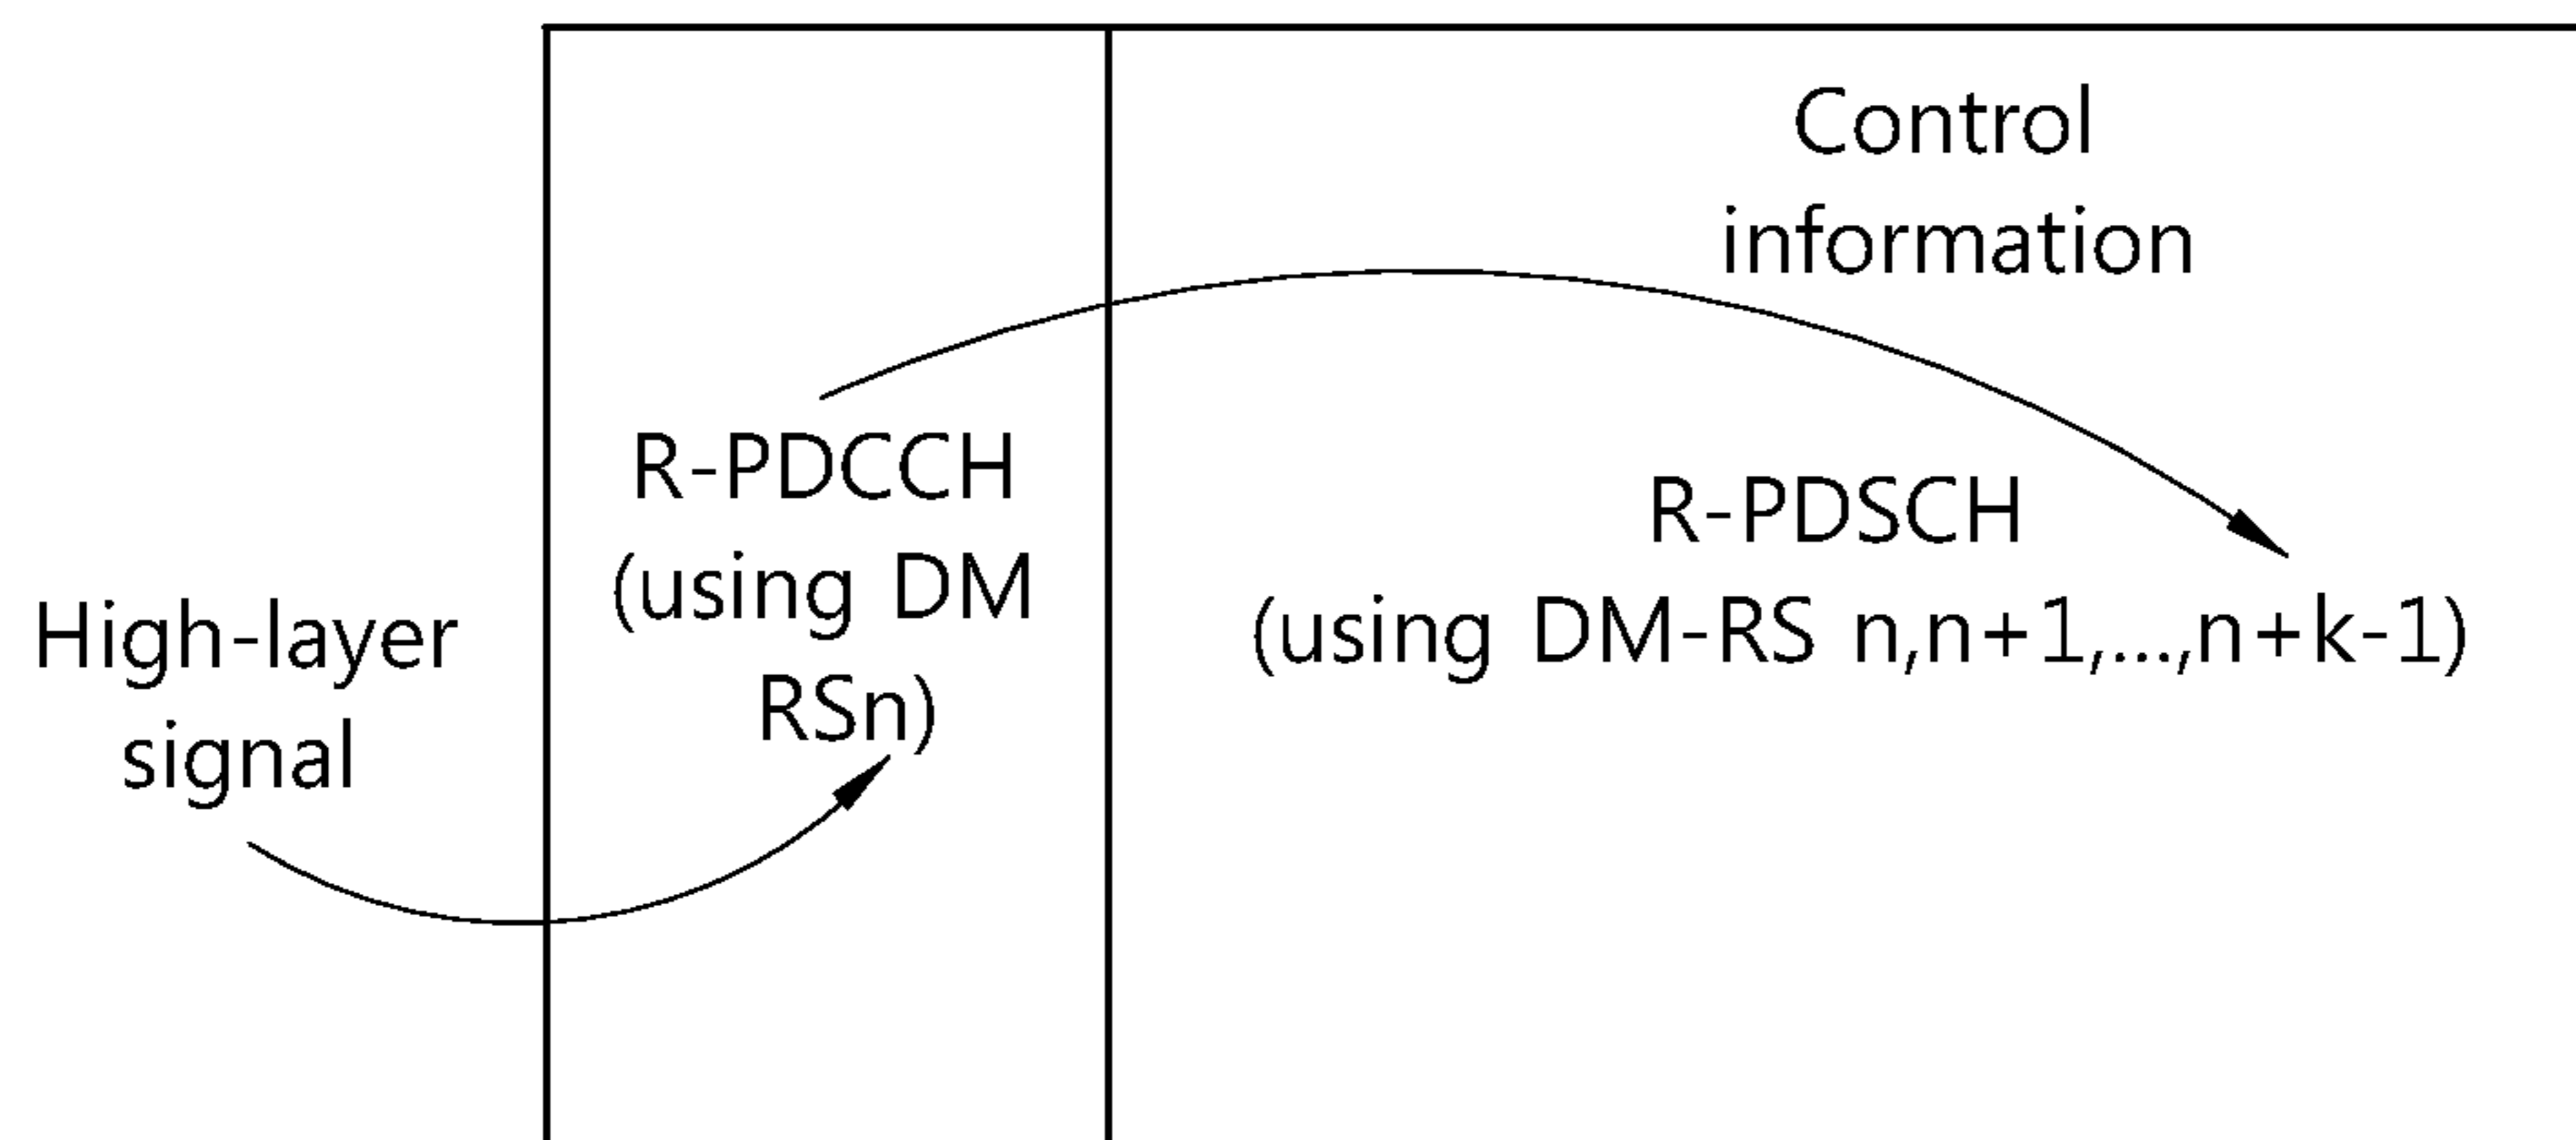 High-layer
signal
R-PDCCH
(using DM
RSn)
Control
information
R-PDSCH
(using DM-RS n,n+1,...,n+k-1)